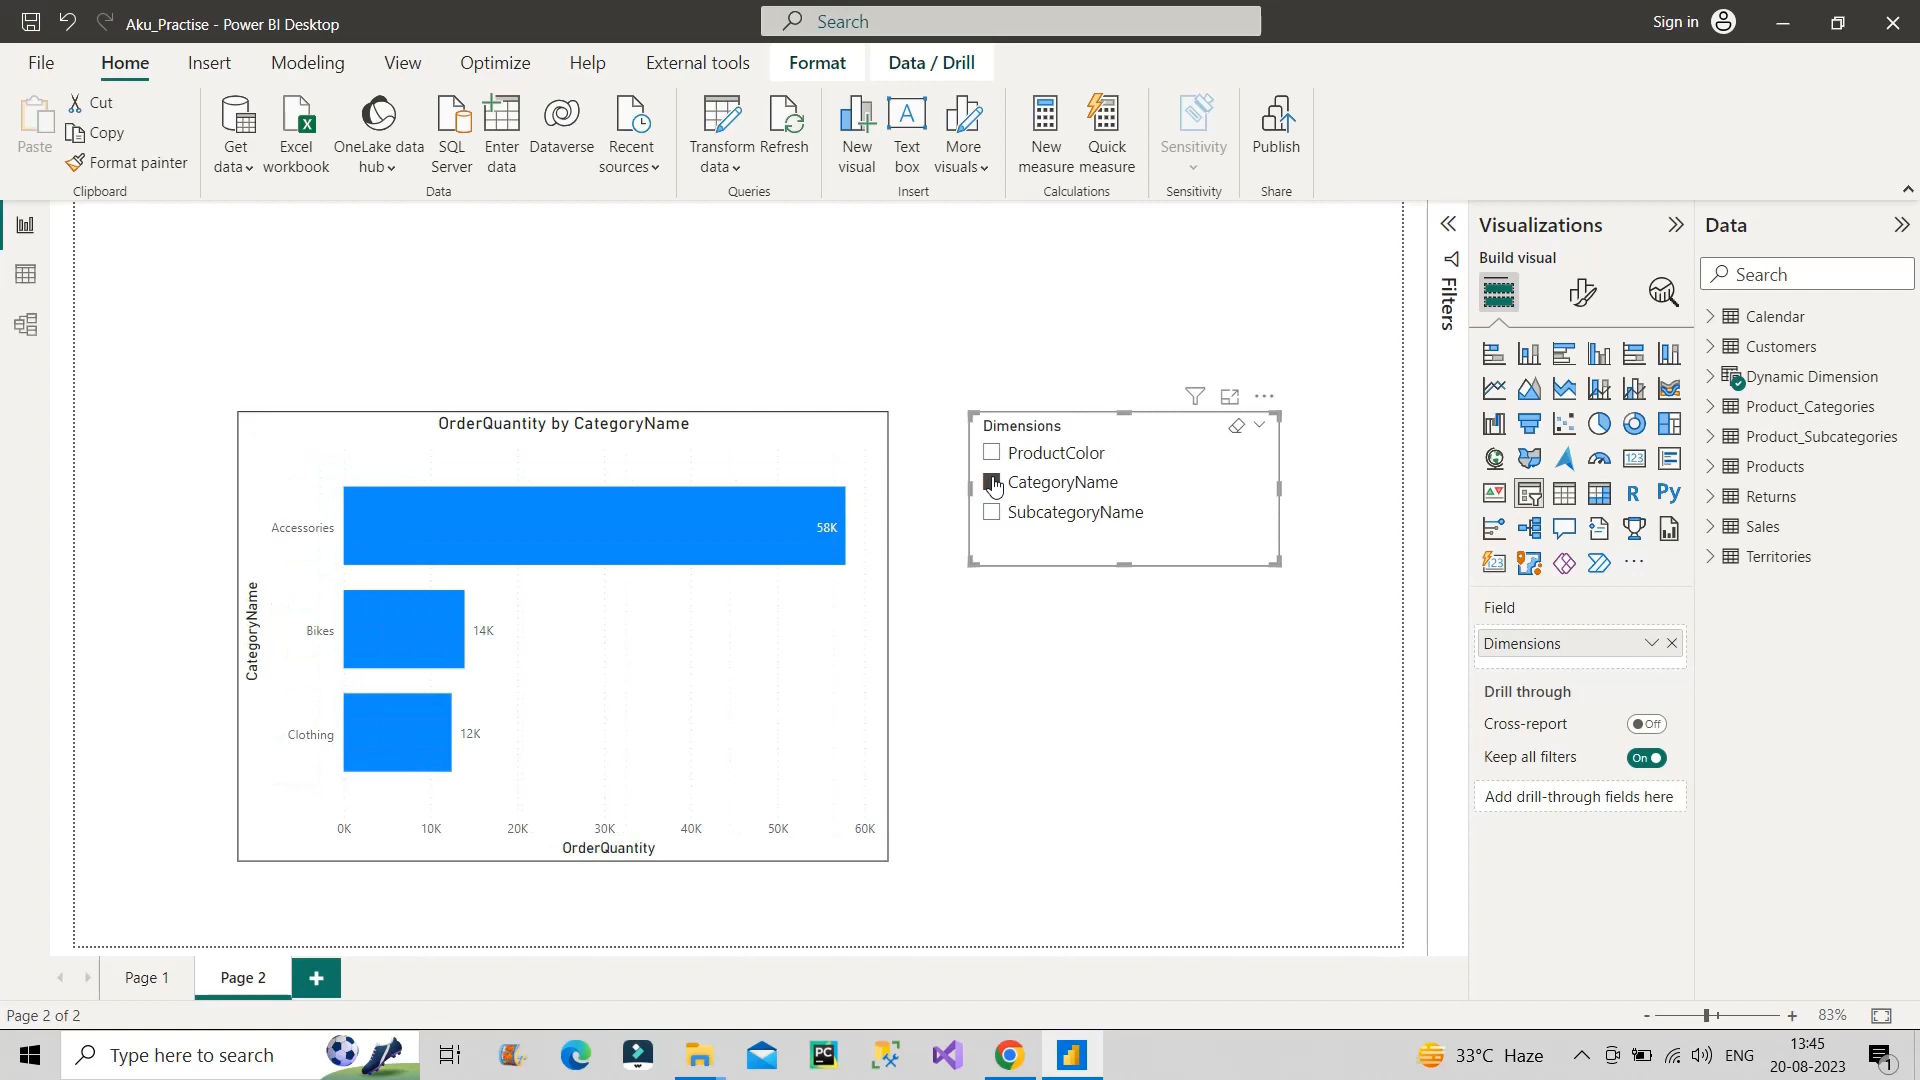 Aku_Practise - Power BI Desktop
Search
Sign in
File
Home
Insert
Modeling
View
Optimize
Help
External tools
Format
Data / Drill
Paste
Cut
Copy
Format painter
Clipboard
Get
data
Excel
workbook
OneLake data
hub
SQL
Server
Enter
data
Dataverse
Recent
sources
Data
Transform
data
Refresh
Queries
New
visual
A
Text
box
More
visuals
Insert
New
measure
Quick
measure
Calculations
Sensitivity
Sensitivity
Publish
Share
OrderQuantity by CategoryName
CategoryName
Accessories
58K
Bikes
14K
Clothing
12K
0K
10K
20K
30K
40K
50K
60K
OrderQuantity
Dimensions
ProductColor
CategoryName
SubcategoryName
Filters
Visualizations
Build visual
123
R
Py
123
Field
Dimensions
Drill through
Cross-report
Off
Keep all filters
On
Add drill-through fields here
Data
Search
Calendar
Customers
Dynamic Dimension
Product_Categories
Product_Subcategories
Products
Returns
Sales
Territories
Page 1
Page 2
+
Page 2 of 2
-
+
83%
Type here to search
PC
33°C Haze
ENG
13:45
20-08-2023
1